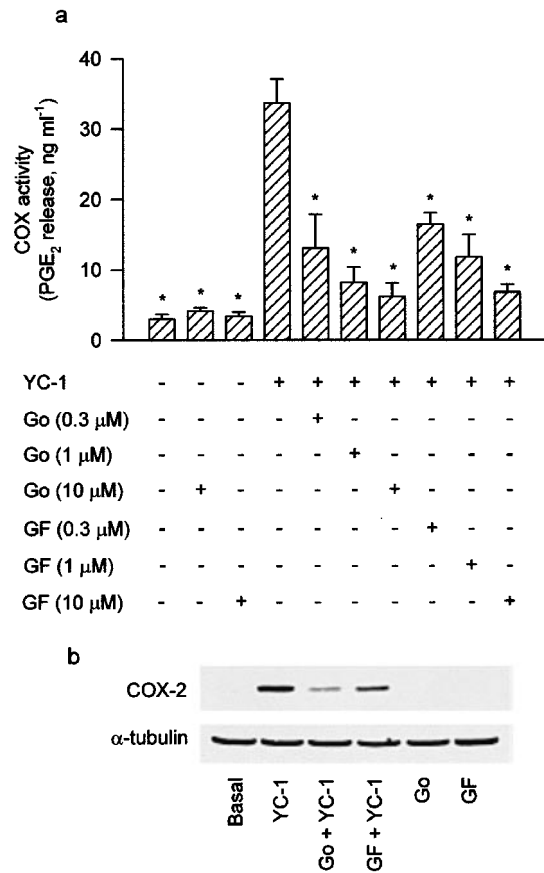 a
COX activity
(PGE₂ release, ng ml⁻¹)
40
30
20
10
0
* * * * * * * * *
YC-1 - - - + + + + + + +
Go (0.3 μM) - - - - + - - - - -
Go (1 μM) - - - - - + - - - -
Go (10 μM) - + - - - - + - - -
GF (0.3 μM) - - - - - - - + - -
GF (1 μM) - - - - - - - - + -
GF (10 μM) - - + - - - - - - +
b
COX-2
α-tubulin
Basal
YC-1
Go + YC-1
GF + YC-1
Go
GF